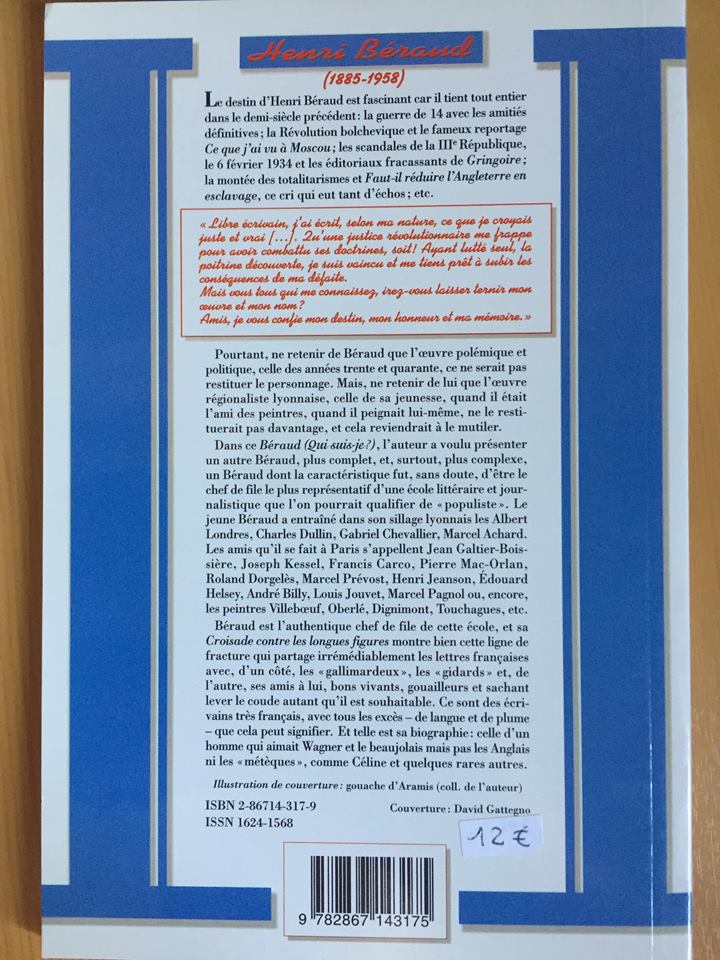 Henri Béraud
(1885-1958)
Le destin d'Henri Béraud est fascinant car il tient tout entier
dans le demi-siècle précédent : la guerre de 14 avec les amitiés
définitives ; la Révolution bolchevique et le fameux reportage
Ce que j'ai vu à Moscou ; les scandales de la IIIe République,
le 6 février 1934 et les éditoriaux fracassants de Gringoire ;
la montée des totalitarismes et Faut-il réduire l'Angleterre en
esclavage, ce cri qui eut tant d'échos ; etc.
« Libre écrivain, j'ai écrit, selon ma nature, ce que je croyais
juste et vrai [...]. Qu'une justice révolutionnaire me frappe
pour avoir combattu ses doctrines, soit! Ayant lutté seul, la
poitrine découverte, je suis vaincu et me tiens prêt à subir les
conséquences de ma défaite.
Mais vous tous qui me connaissez, irez-vous laisser ternir mon
œuvre et mon nom ?
Amis, je vous confie mon destin, mon honneur et ma mémoire. »
Pourtant, ne retenir de Béraud que l'œuvre polémique et
politique, celle des années trente et quarante, ce ne serait pas
restituer le personnage. Mais, ne retenir de lui que l'œuvre
régionaliste lyonnaise, celle de sa jeunesse, quand il était
l'ami des peintres, quand il peignait lui-même, ne le resti-
tuerait pas davantage, et cela reviendrait à le mutiler.
Dans ce Béraud (Qui suis-je?), l'auteur a voulu présenter
un autre Béraud, plus complet, et, surtout, plus complexe,
un Béraud dont la caractéristique fut, sans doute, d'être le
chef de file le plus représentatif d'une école littéraire et jour-
nalistique que l'on pourrait qualifier de « populiste ». Le
jeune Béraud a entraîné dans son sillage lyonnais les Albert
Londres, Charles Dullin, Gabriel Chevallier, Marcel Achard.
Les amis qu'il se fait à Paris s'appellent Jean Galtier-Bois-
sière, Joseph Kessel, Francis Carco, Pierre Mac-Orlan,
Roland Dorgelès, Marcel Prévost, Henri Jeanson, Édouard
Helsey, André Billy, Louis Jouvet, Marcel Pagnol ou, encore,
les peintres Villebœuf, Oberlé, Dignimont, Touchagues, etc.
Béraud est l'authentique chef de file de cette école, et sa
Croisade contre les longues figures montre bien cette ligne de
fracture qui partage irrémédiablement les lettres françaises
avec, d'un côté, les « gallimardeux », les « gidards » et, de
l'autre, ses amis à lui, bons vivants, gouailleurs et sachant
lever le coude autant qu'il est souhaitable. Ce sont des écri-
vains très français, avec tous les excès – de langue et de plume
– que cela peut signifier. Et telle est sa biographie : celle d'un
homme qui aimait Wagner et le beaujolais mais pas les Anglais
ni les « métèques », comme Céline et quelques rares autres.
Illustration de couverture : gouache d'Aramis (coll. de l'auteur)
ISBN 2-86714-317-9
Couverture : David Gattegno
ISSN 1624-1568
12 €
9 782867 143175